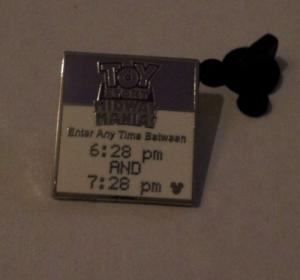 TOY
STORY
MIDWAY
MANIA!
Enter Any Time Between
6:28 pm
AND
7:28 pm